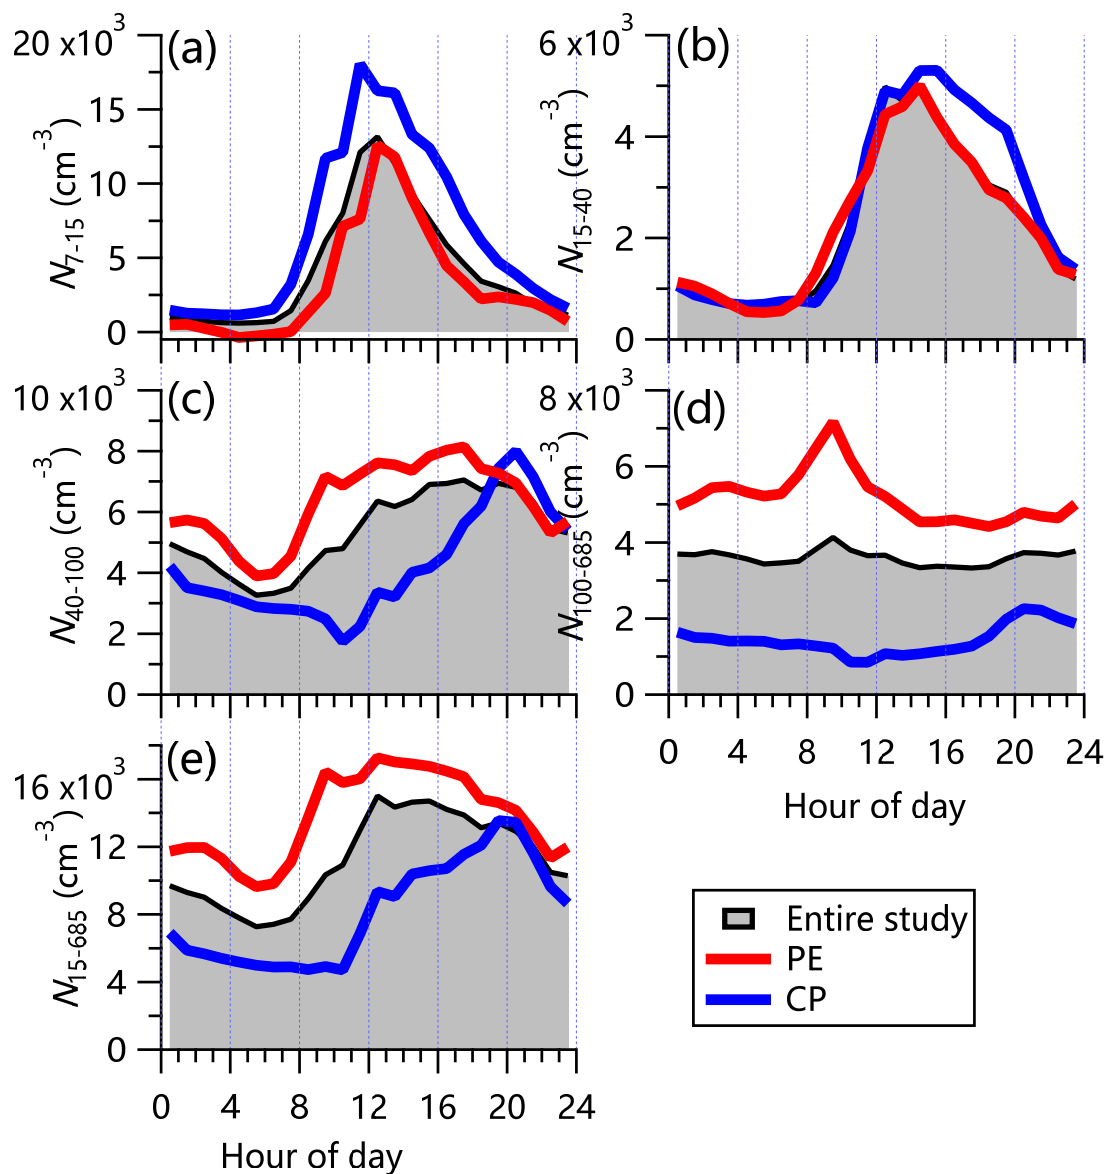 20 x10³
(a)
15
10
5
0
N7-15 (cm-3)
6 x10³
(b)
4
2
0
N15-40 (cm-3)
10 x10³
(c)
8
6
4
2
0
N40-100 (cm-3)
8 x10³
(d)
6
4
2
0
N100-685 (cm-3)
0 4 8 12 16 20 24
Hour of day
16 x10³
(e)
12
8
4
0
N15-685 (cm-3)
0 4 8 12 16 20 24
Hour of day
Entire study
PE
CP